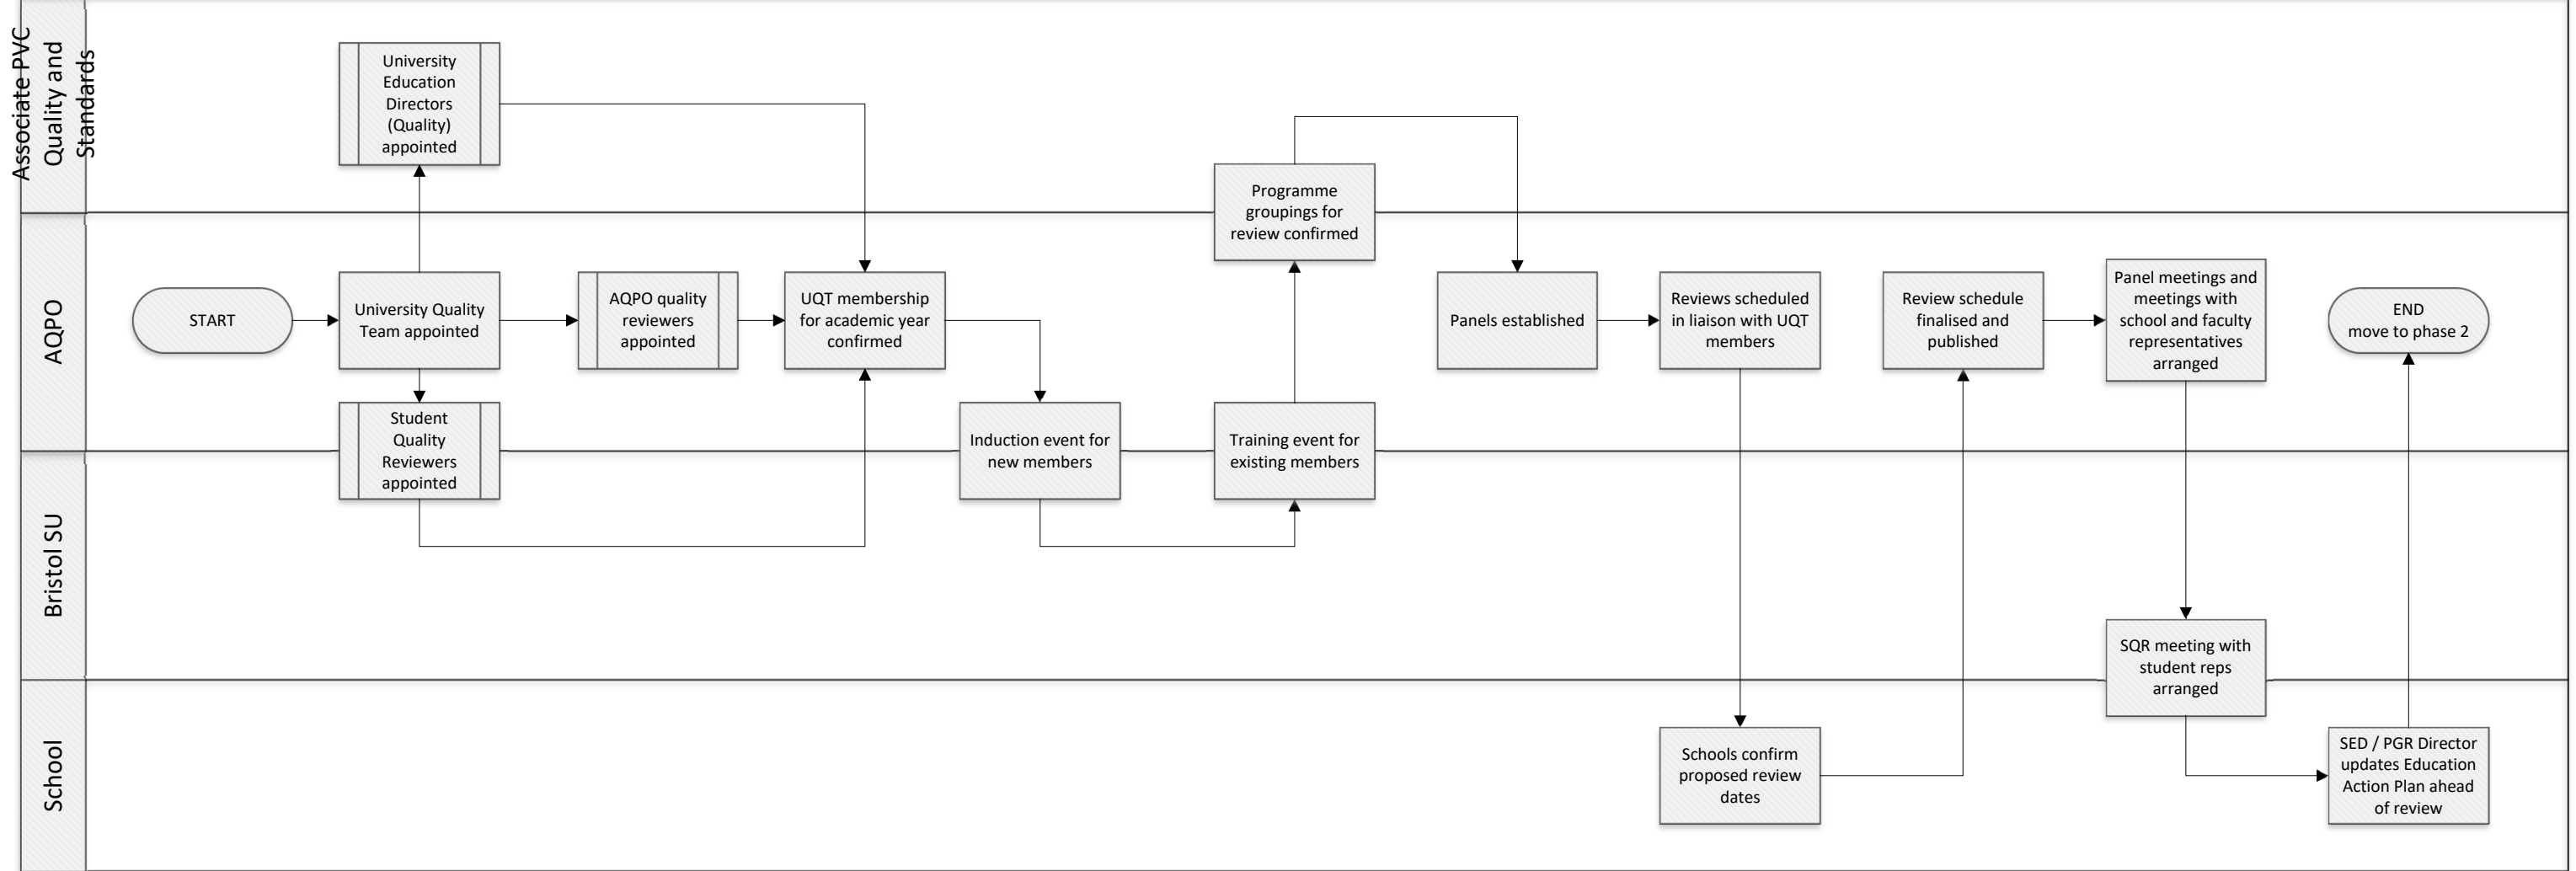 Associate PVC
Quality and
Standards
University
Education
Directors
(Quality)
appointed
Programme
groupings for
review confirmed
AQPO
START
University Quality
Team appointed
AQPO quality
reviewers
appointed
UQT membership
for academic year
confirmed
Panels established
Reviews scheduled
in liaison with UQT
members
Review schedule
finalised and
published
Panel meetings and
meetings with
school and faculty
representatives
arranged
END
move to phase 2
Student
Quality
Reviewers
appointed
Induction event for
new members
Training event for
existing members
Bristol SU
SQR meeting with
student reps
arranged
School
Schools confirm
proposed review
dates
SED / PGR Director
updates Education
Action Plan ahead
of review